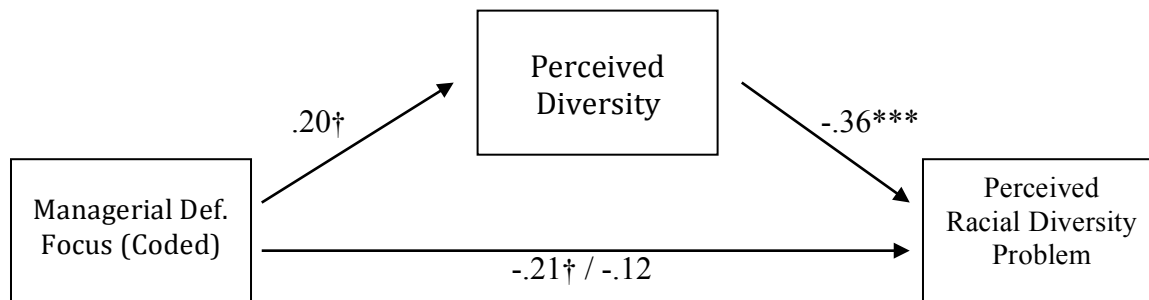 Perceived
Diversity
.20†
-.36***
Managerial Def.
Focus (Coded)
Perceived
Racial Diversity
Problem
-.21† / -.12